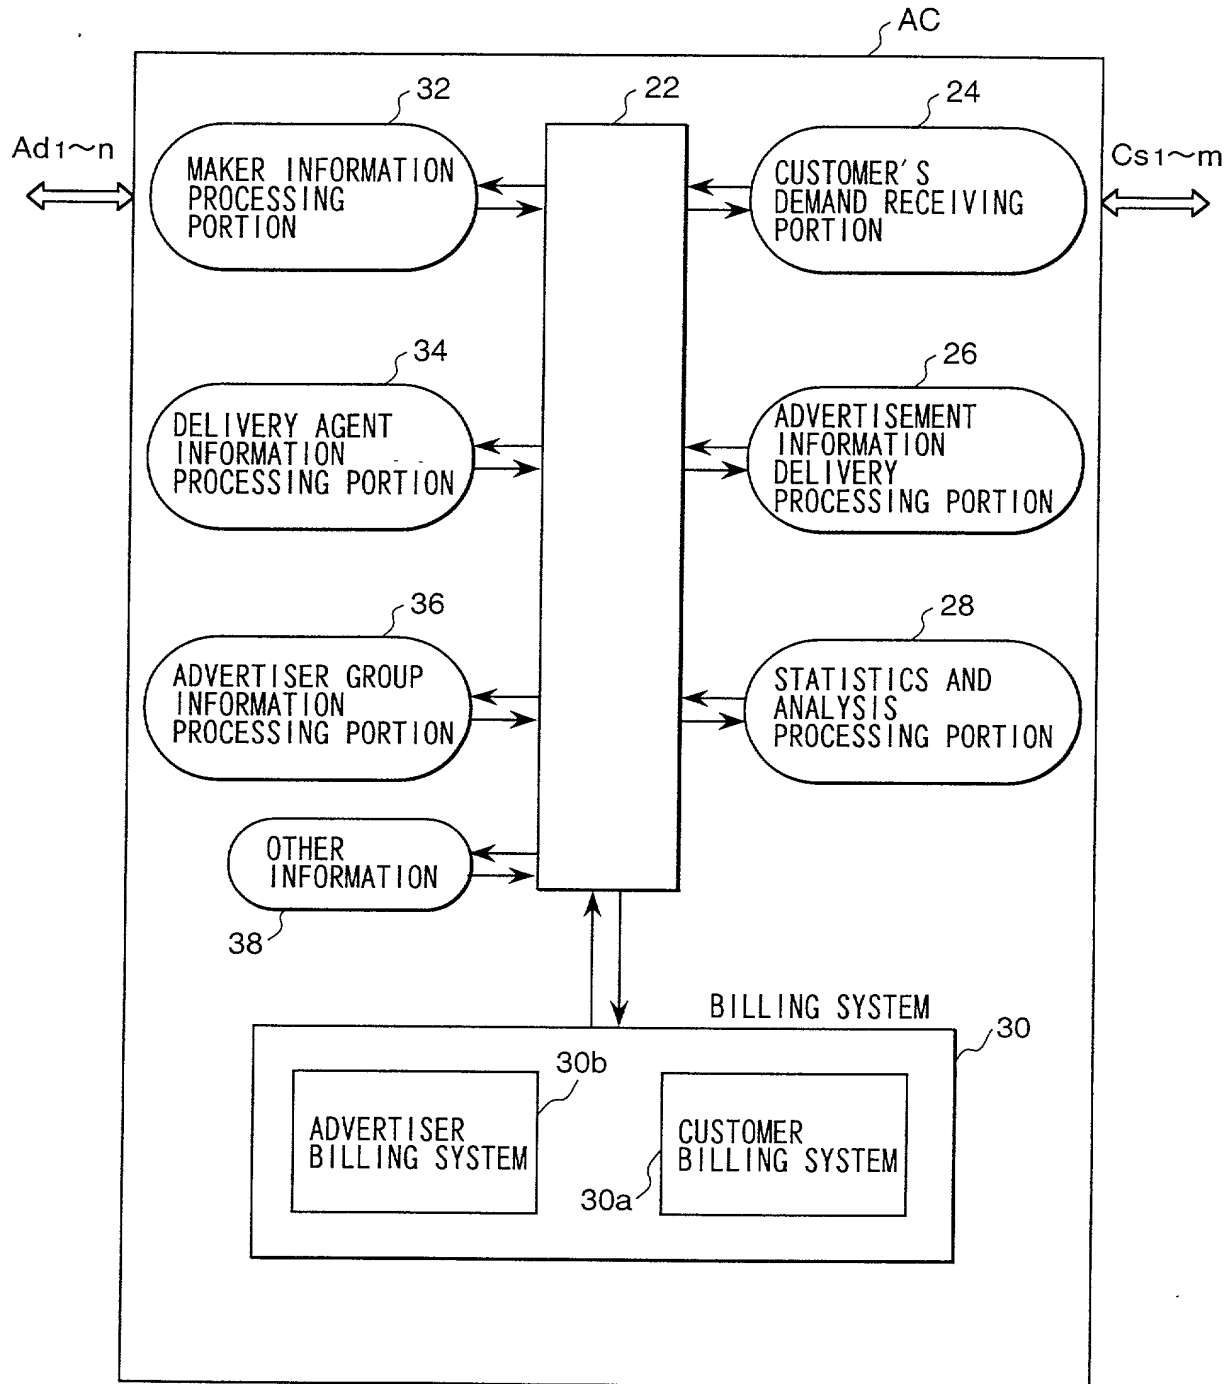 AC
32
22
24
Ad1~n
Cs1~m
MAKER INFORMATION
PROCESSING
PORTION
CUSTOMER'S
DEMAND RECEIVING
PORTION
34
26
DELIVERY AGENT
INFORMATION
PROCESSING PORTION
ADVERTISEMENT
INFORMATION
DELIVERY
PROCESSING PORTION
36
28
ADVERTISER GROUP
INFORMATION
PROCESSING PORTION
STATISTICS AND
ANALYSIS
PROCESSING PORTION
OTHER
INFORMATION
38
BILLING SYSTEM
30
30b
ADVERTISER
BILLING SYSTEM
CUSTOMER
BILLING SYSTEM
30a